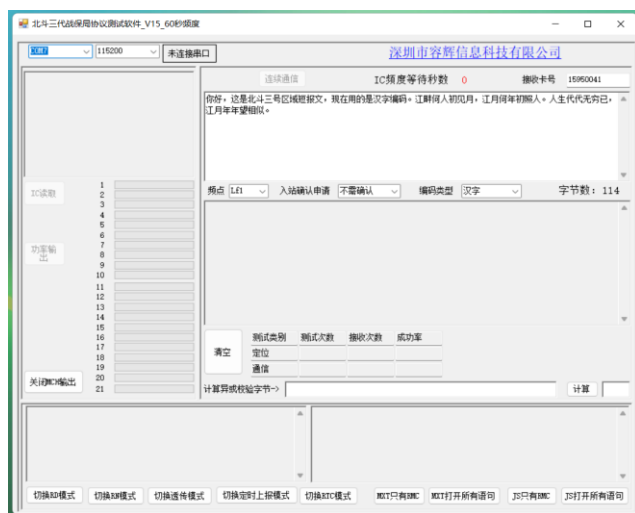 北斗三代战保局协议测试软件_V15_60秒频度
COM7 115200 未连接串口 深圳市容辉信息科技有限公司
连续通信 IC频度等待秒数 0 接收卡号 15950041
你好，这是北斗三号区域短报文，现在用的是汉字编码。江畔何人初见月，江月何年初照人。人生代代无穷已，
江月年年望相似。
IC读取
功率输
出
1
2
3
4
5
6
7
8
9
10
11
12
13
14
15
16
17
18
19
20
21
频点 Lf1 入站确认申请 不需确认 编码类型 汉字 字节数: 114
清空
测试类别 测试次数 接收次数 成功率
定位
通信
关闭MCH输出
计算异或校验字节-> 计算
切换RD模式 切换RN模式 切换透传模式 切换定时上报模式 切换RTC模式 MXT只有RMC MXT打开所有语句 JS只有RMC JS打开所有语句